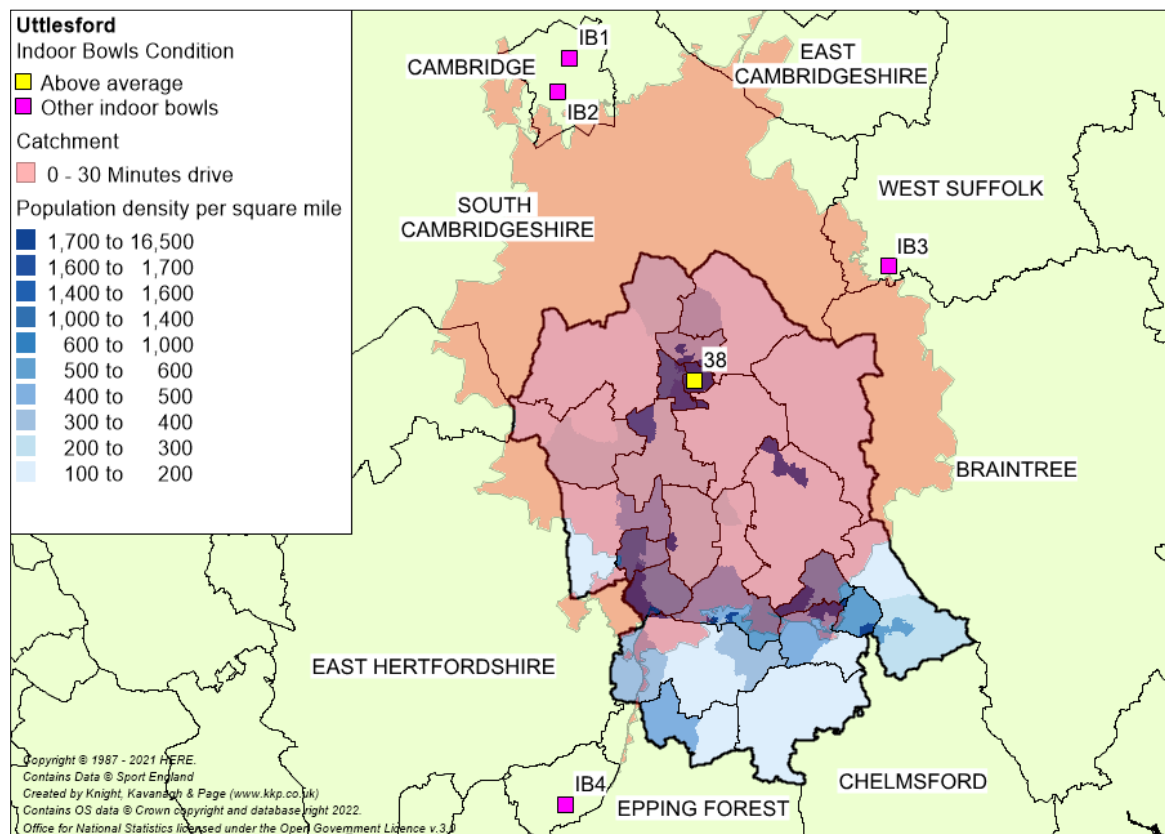 Uttlesford
Indoor Bowls Condition
Above average
Other indoor bowls
Catchment
0 - 30 Minutes drive
Population density per square mile
1,700 to 16,500
1,600 to 1,700
1,400 to 1,600
1,000 to 1,400
600 to 1,000
500 to 600
400 to 500
300 to 400
200 to 300
100 to 200
IB1
CAMBRIDGE
IB2
EAST
CAMBRIDGESHIRE
WEST SUFFOLK
SOUTH
CAMBRIDGESHIRE
IB3
38
BRAINTREE
EAST HERTFORDSHIRE
CHELMSFORD
IB4
EPPING FOREST
Copyright © 1987 - 2021 HERE.
Contains Data © Sport England
Created by Knight, Kavanagh & Page (www.kkp.co.uk)
Contains OS data © Crown copyright and database right 2022.
Office for National Statistics licensed under the Open Government Licence v.3.0